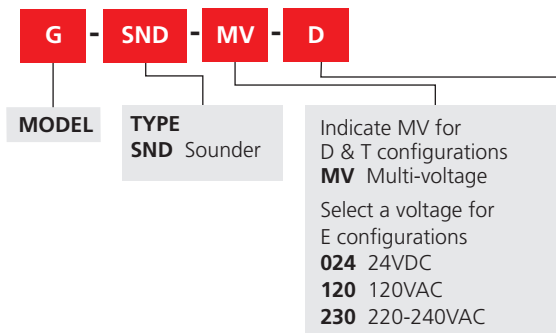 G - SND - MV - D
MODEL
TYPE
SND Sounder
Indicate MV for
D & T configurations
MV Multi-voltage
Select a voltage for
E configurations
024 24VDC
120 120VAC
230 220-240VAC